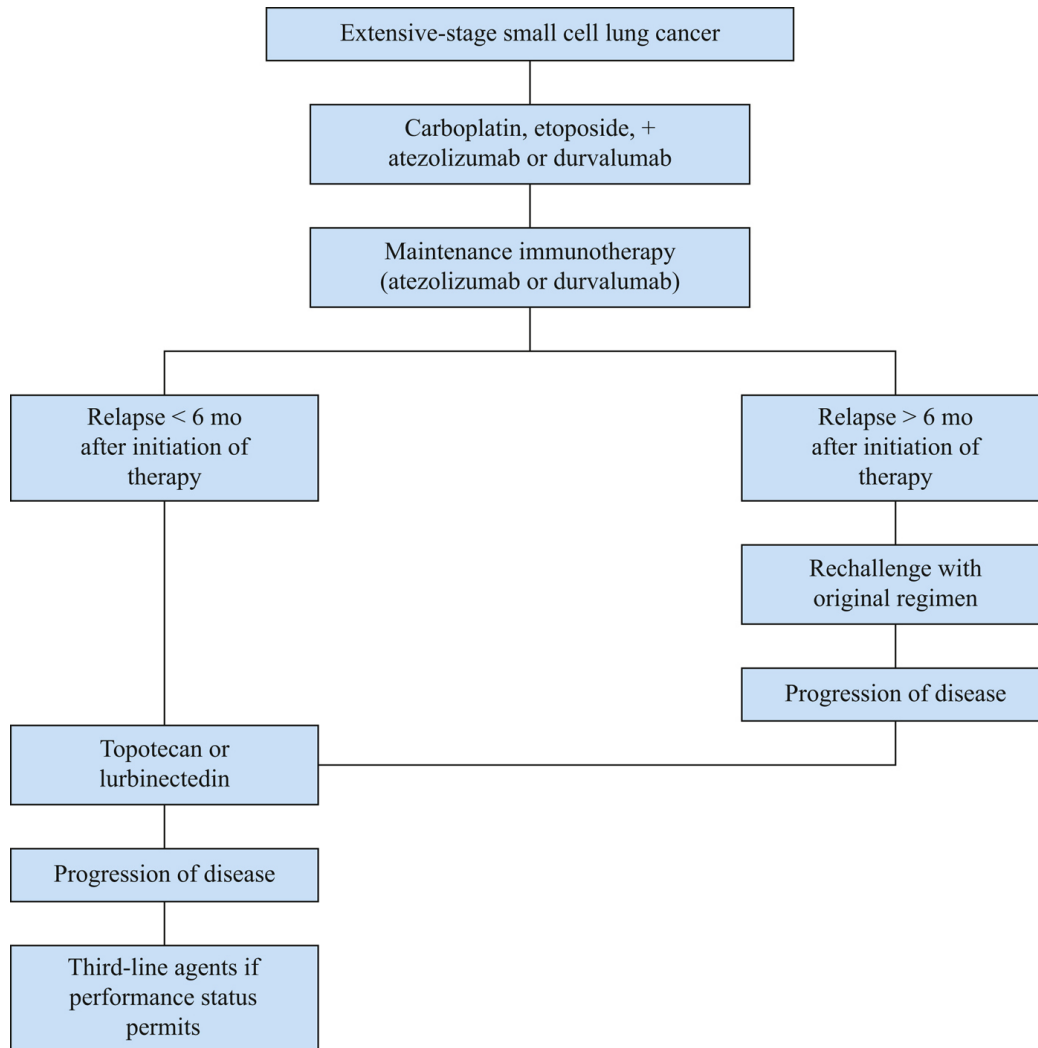 Extensive-stage small cell lung cancer
Carboplatin, etoposide, +
atezolizumab or durvalumab
Maintenance immunotherapy
(atezolizumab or durvalumab)
Relapse < 6 mo
after initiation of
therapy
Relapse > 6 mo
after initiation of
therapy
Rechallenge with
original regimen
Progression of disease
Topotecan or
lurbinectedin
Progression of disease
Third-line agents if
performance status
permits